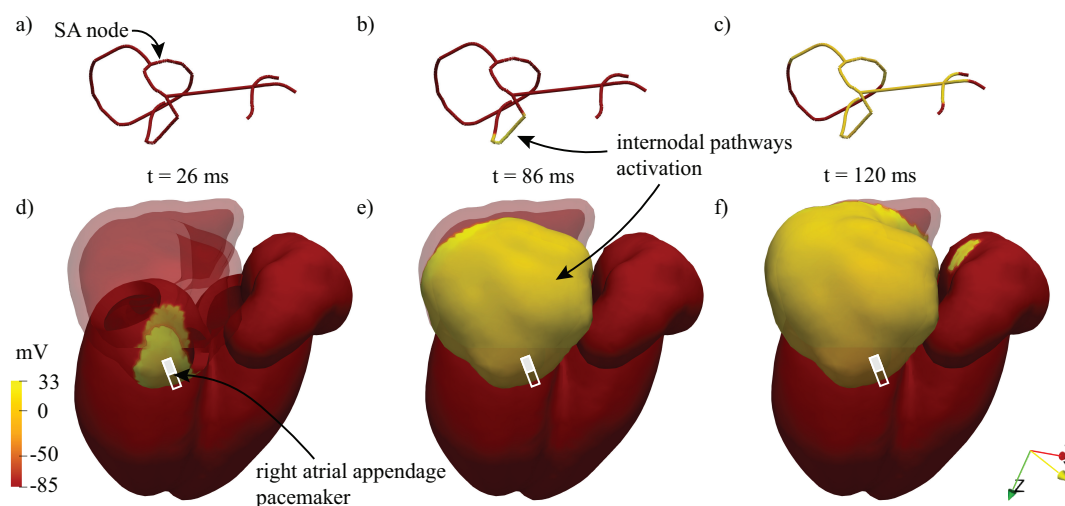 a)
SA node
b)
c)
internodal pathways
activation
t = 26 ms
t = 86 ms
t = 120 ms
d)
e)
f)
mV
33
0
-50
-85
right atrial appendage
pacemaker
Z